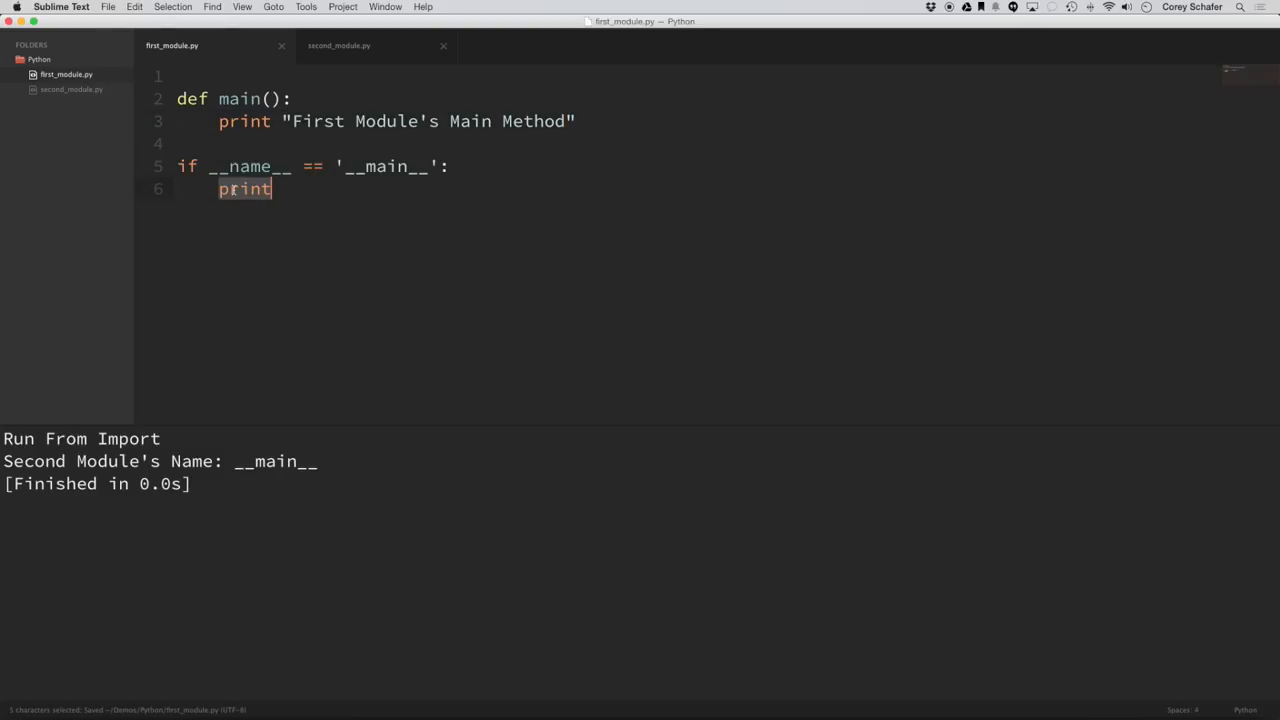 Sublime Text File Edit Selection Find View Goto Tools Project Window Help Corey Schafer
first_module.py — Python
FOLDERS
Python
first_module.py
second_module.py
first_module.py second_module.py
1
2 def main():
3 print "First Module's Main Method"
4
5 if __name__ == '__main__':
6 print
Run From Import
Second Module's Name: __main__
[Finished in 0.0s]
5 characters selected; Saved ~/Demos/Python/first_module.py (UTF-8) Spaces: 4 Python